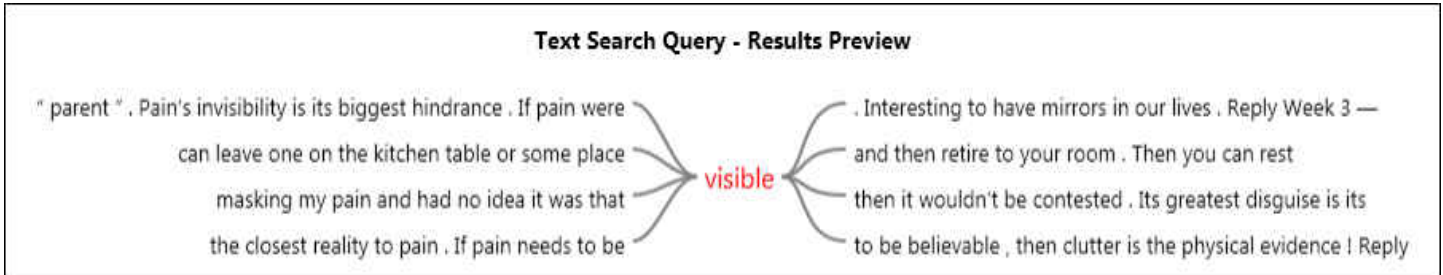 Text Search Query - Results Preview
“ parent ” . Pain's invisibility is its biggest hindrance . If pain were
can leave one on the kitchen table or some place
masking my pain and had no idea it was that
the closest reality to pain . If pain needs to be
visible
. Interesting to have mirrors in our lives . Reply Week 3 —
and then retire to your room . Then you can rest
then it wouldn't be contested . Its greatest disguise is its
to be believable , then clutter is the physical evidence ! Reply